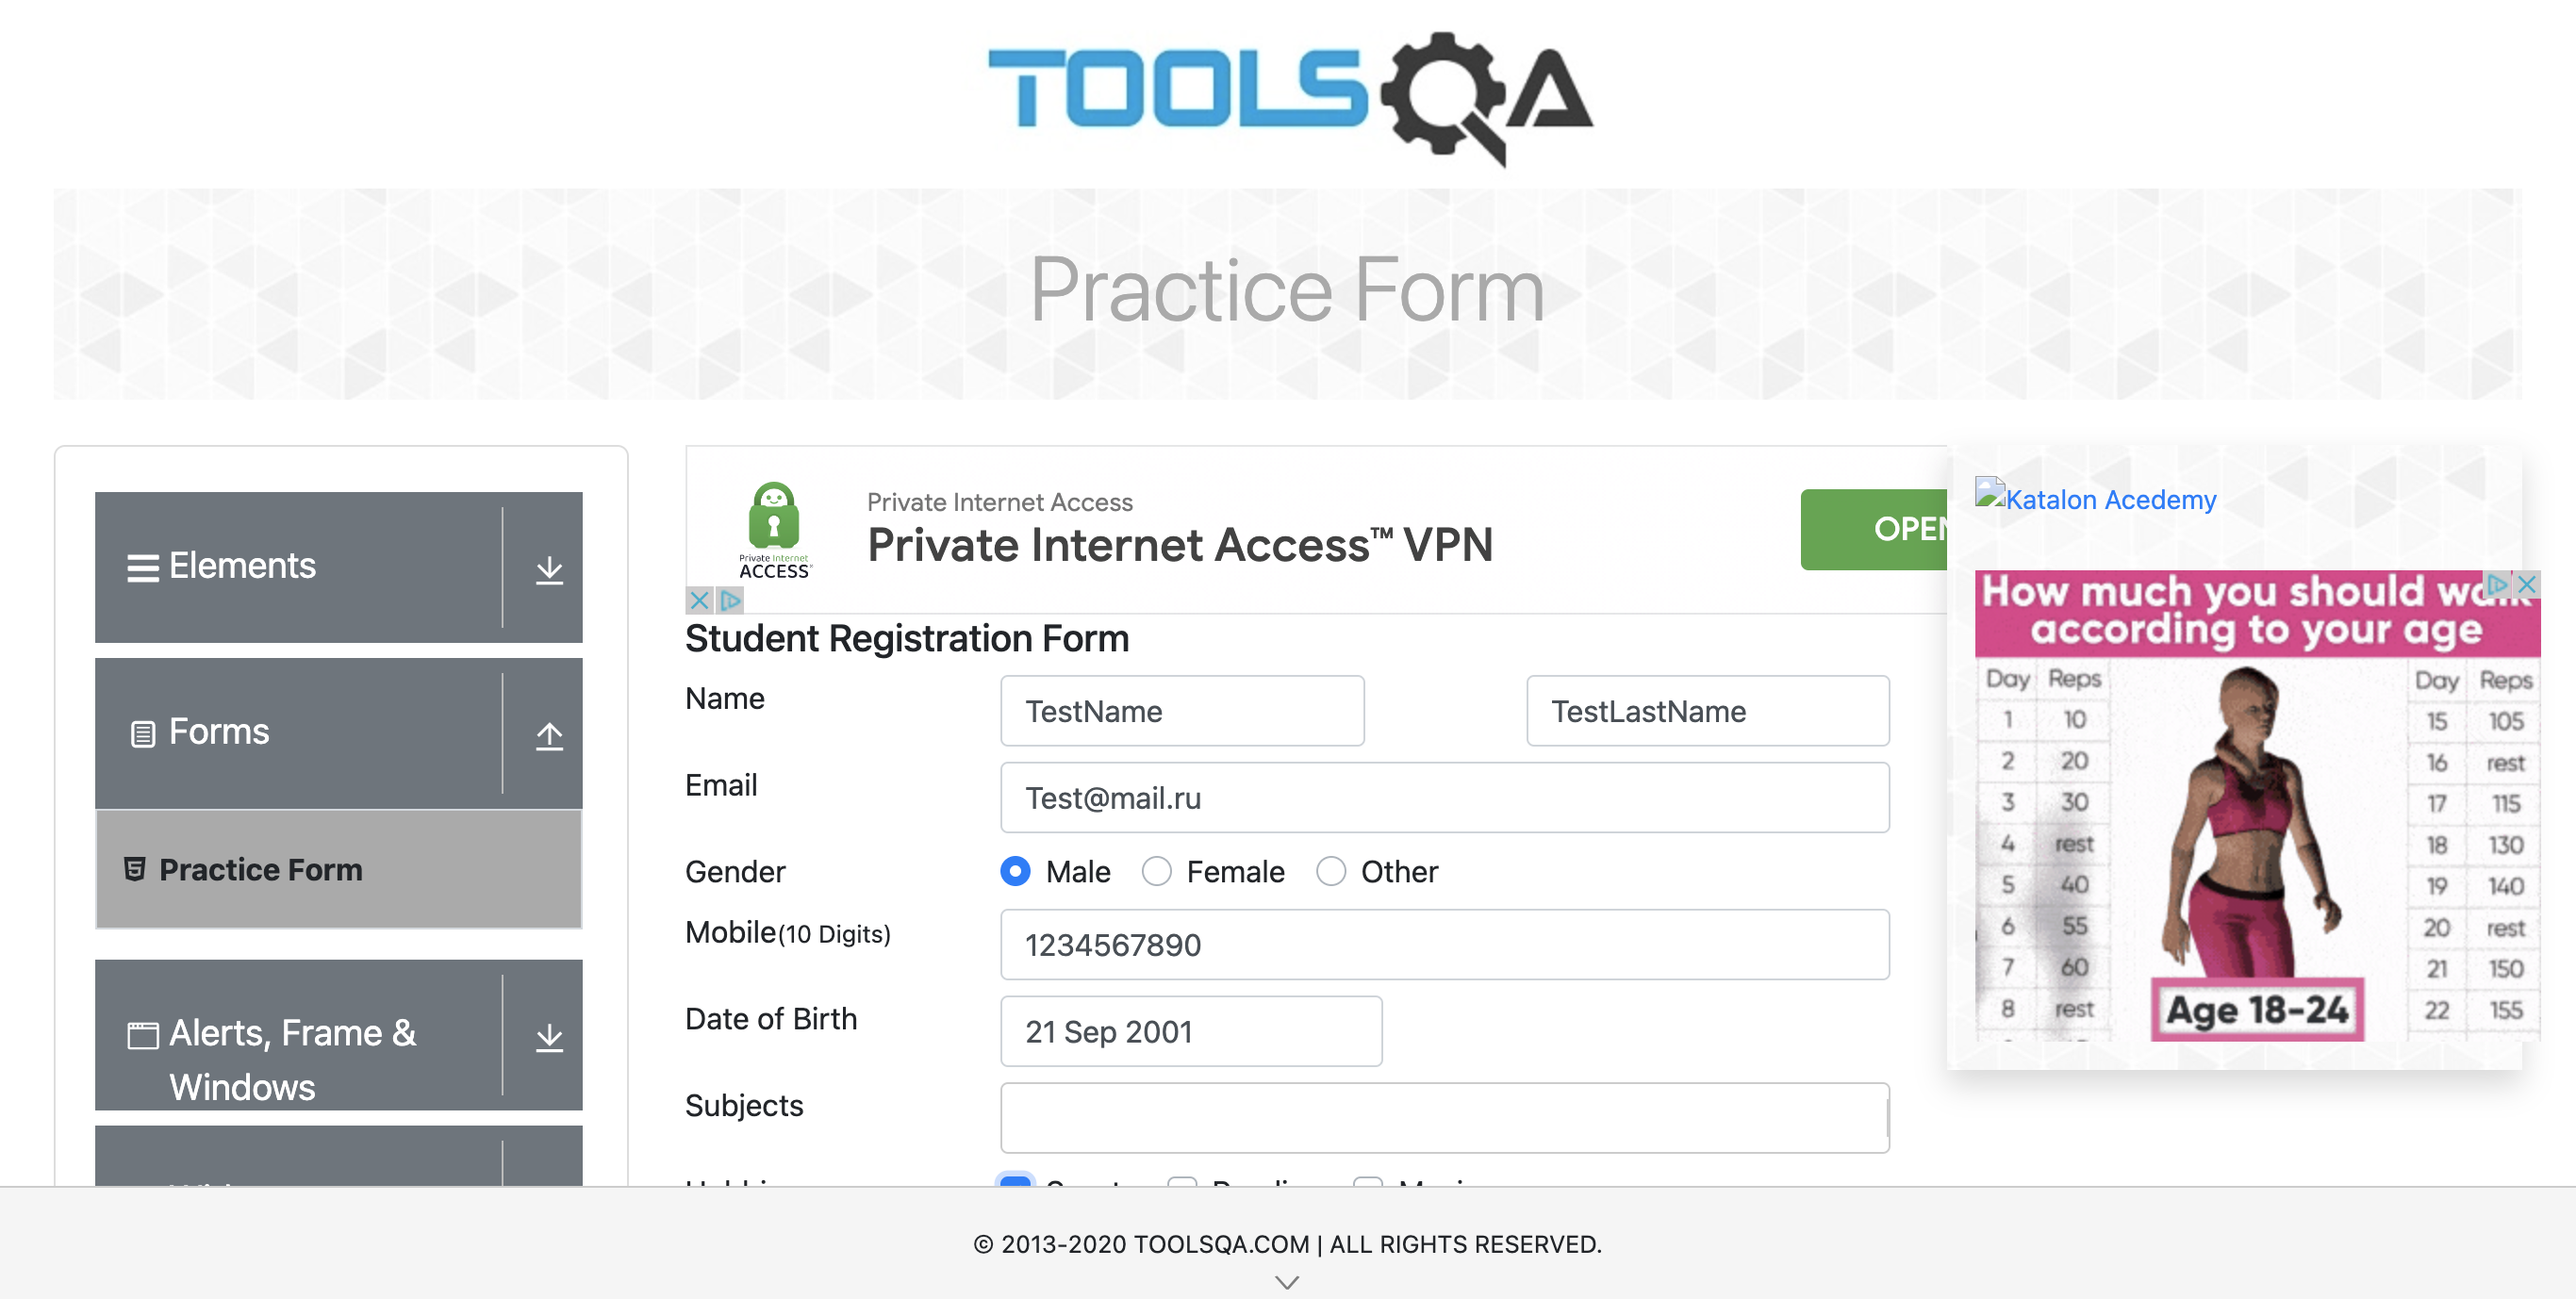 TOOLSQA
Practice Form
Elements
Forms
Practice Form
Alerts, Frame &
Windows
Private Internet Access
Private Internet Access™ VPN
Private Internet
ACCESS
OPEN
Student Registration Form
Name TestName TestLastName
Email Test@mail.ru
Gender Male Female Other
Mobile(10 Digits) 1234567890
Date of Birth 21 Sep 2001
Subjects
Katalon Acedemy
How much you should walk
according to your age
Day Reps Day Reps
1 10 15 105
2 20 16 rest
3 30 17 115
4 rest 18 130
5 40 19 140
6 55 20 rest
7 60 21 150
8 rest 22 155
Age 18-24
© 2013-2020 TOOLSQA.COM | ALL RIGHTS RESERVED.